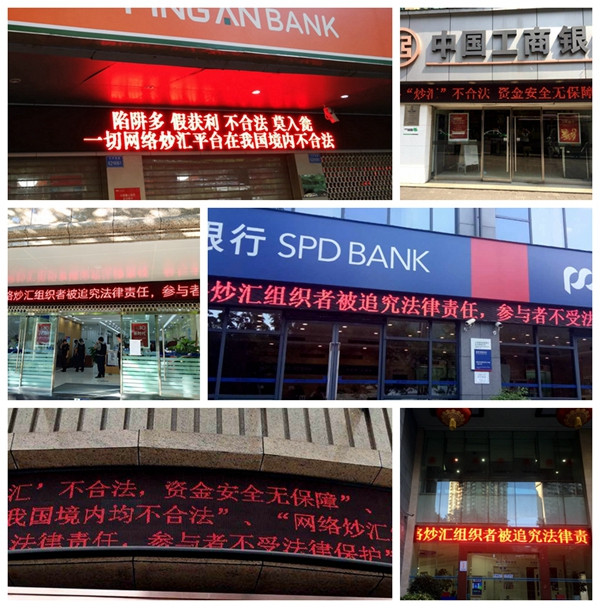 PING AN BANK
陷阱多 假获利 不合法 莫入瓮
一切网络炒汇平台在我国境内不合法
中国工商银
“炒汇”不合法 资金安全无保障
络炒汇组织者被追究法律责任，参与者
银行 SPD BANK
炒汇组织者被追究法律责任，参与者不受法
汇’不合法，资金安全无保障”、
我国境内均不合法”、“网络炒汇
法律责任，参与者不受法律保护”
络炒汇组织者被追究法律责